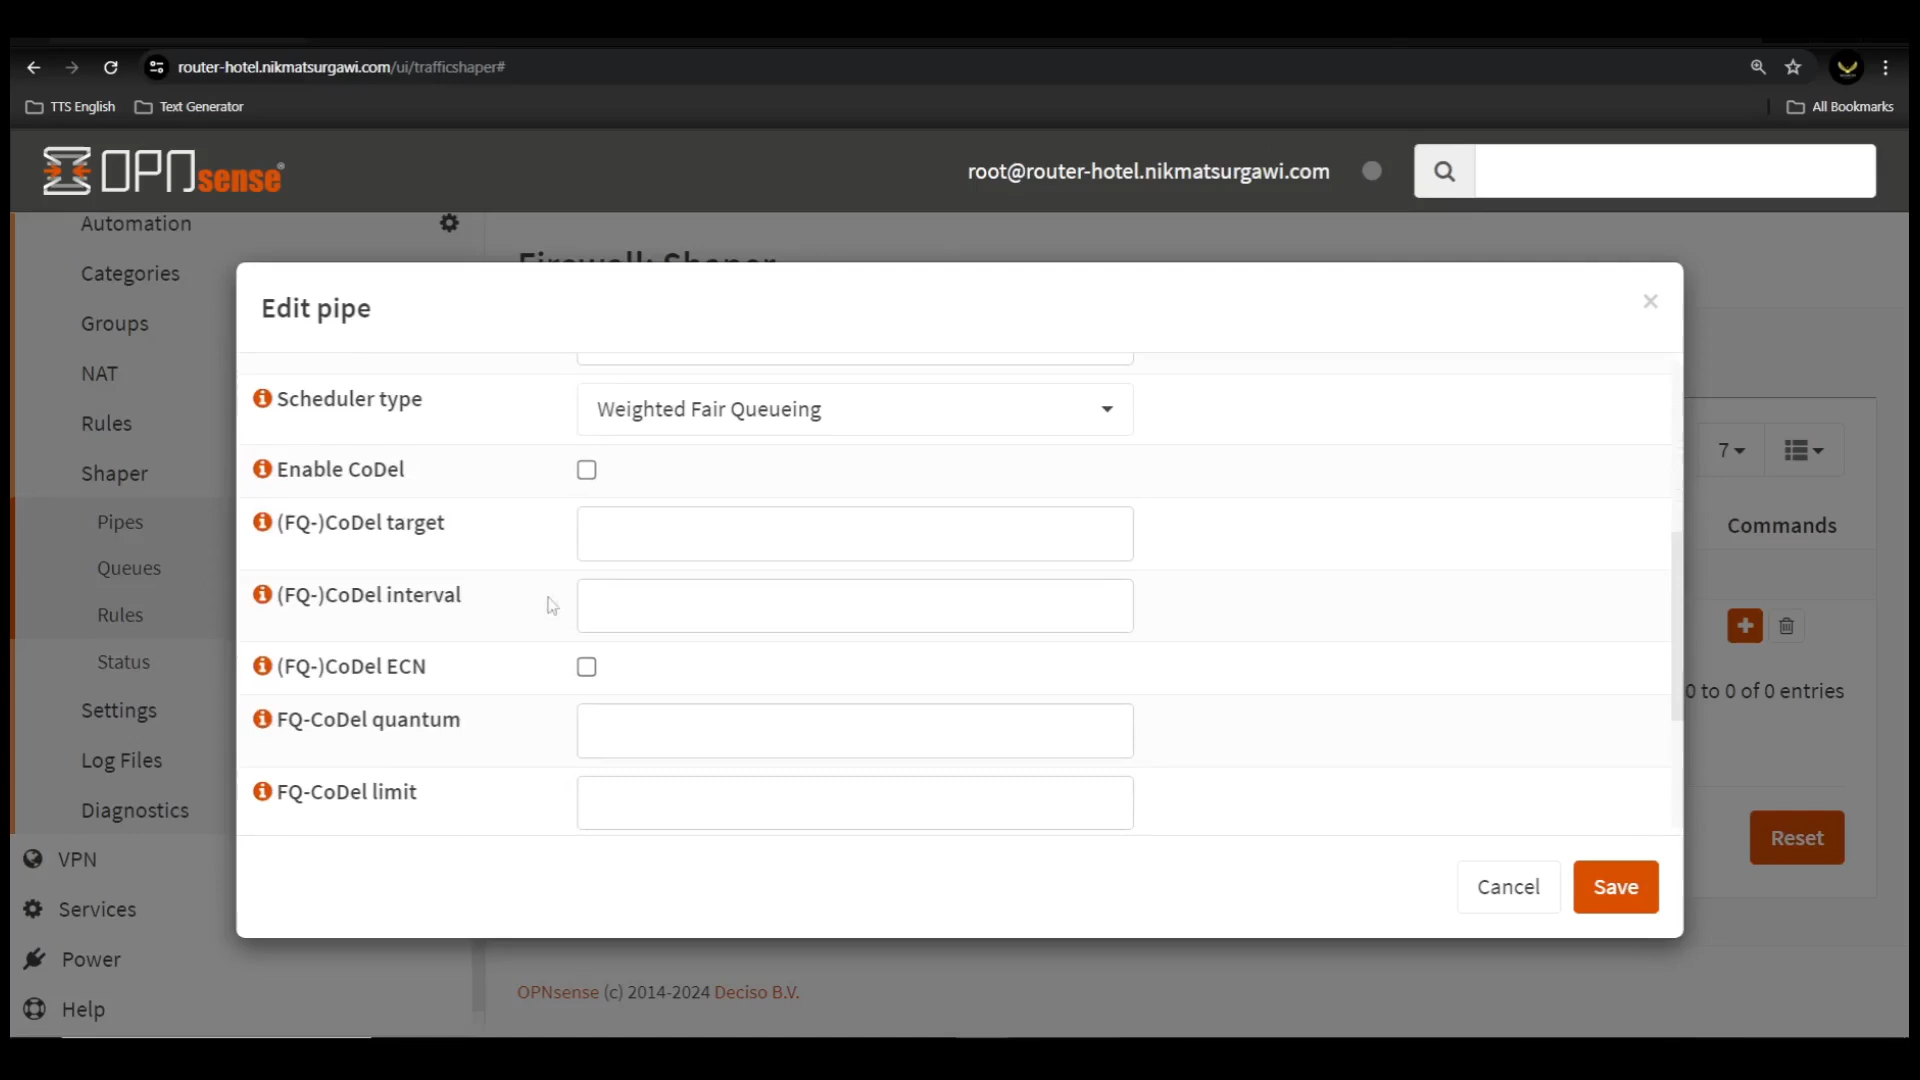 router-hotel.nikmatsurgawi.com/ui/trafficshaper#
TTS English
Text Generator
All Bookmarks
OPNsense®
root@router-hotel.nikmatsurgawi.com
Automation
Categories
Groups
NAT
Rules
Shaper
Pipes
Queues
Rules
Status
Settings
Log Files
Diagnostics
VPN
Services
Power
Help
Firewall: Shaper
Edit pipe
×
Scheduler type
Weighted Fair Queueing
Enable CoDel
(FQ-)CoDel target
(FQ-)CoDel interval
(FQ-)CoDel ECN
FQ-CoDel quantum
FQ-CoDel limit
Cancel
Save
7
Commands
0 to 0 of 0 entries
Reset
OPNsense (c) 2014-2024 Deciso B.V.